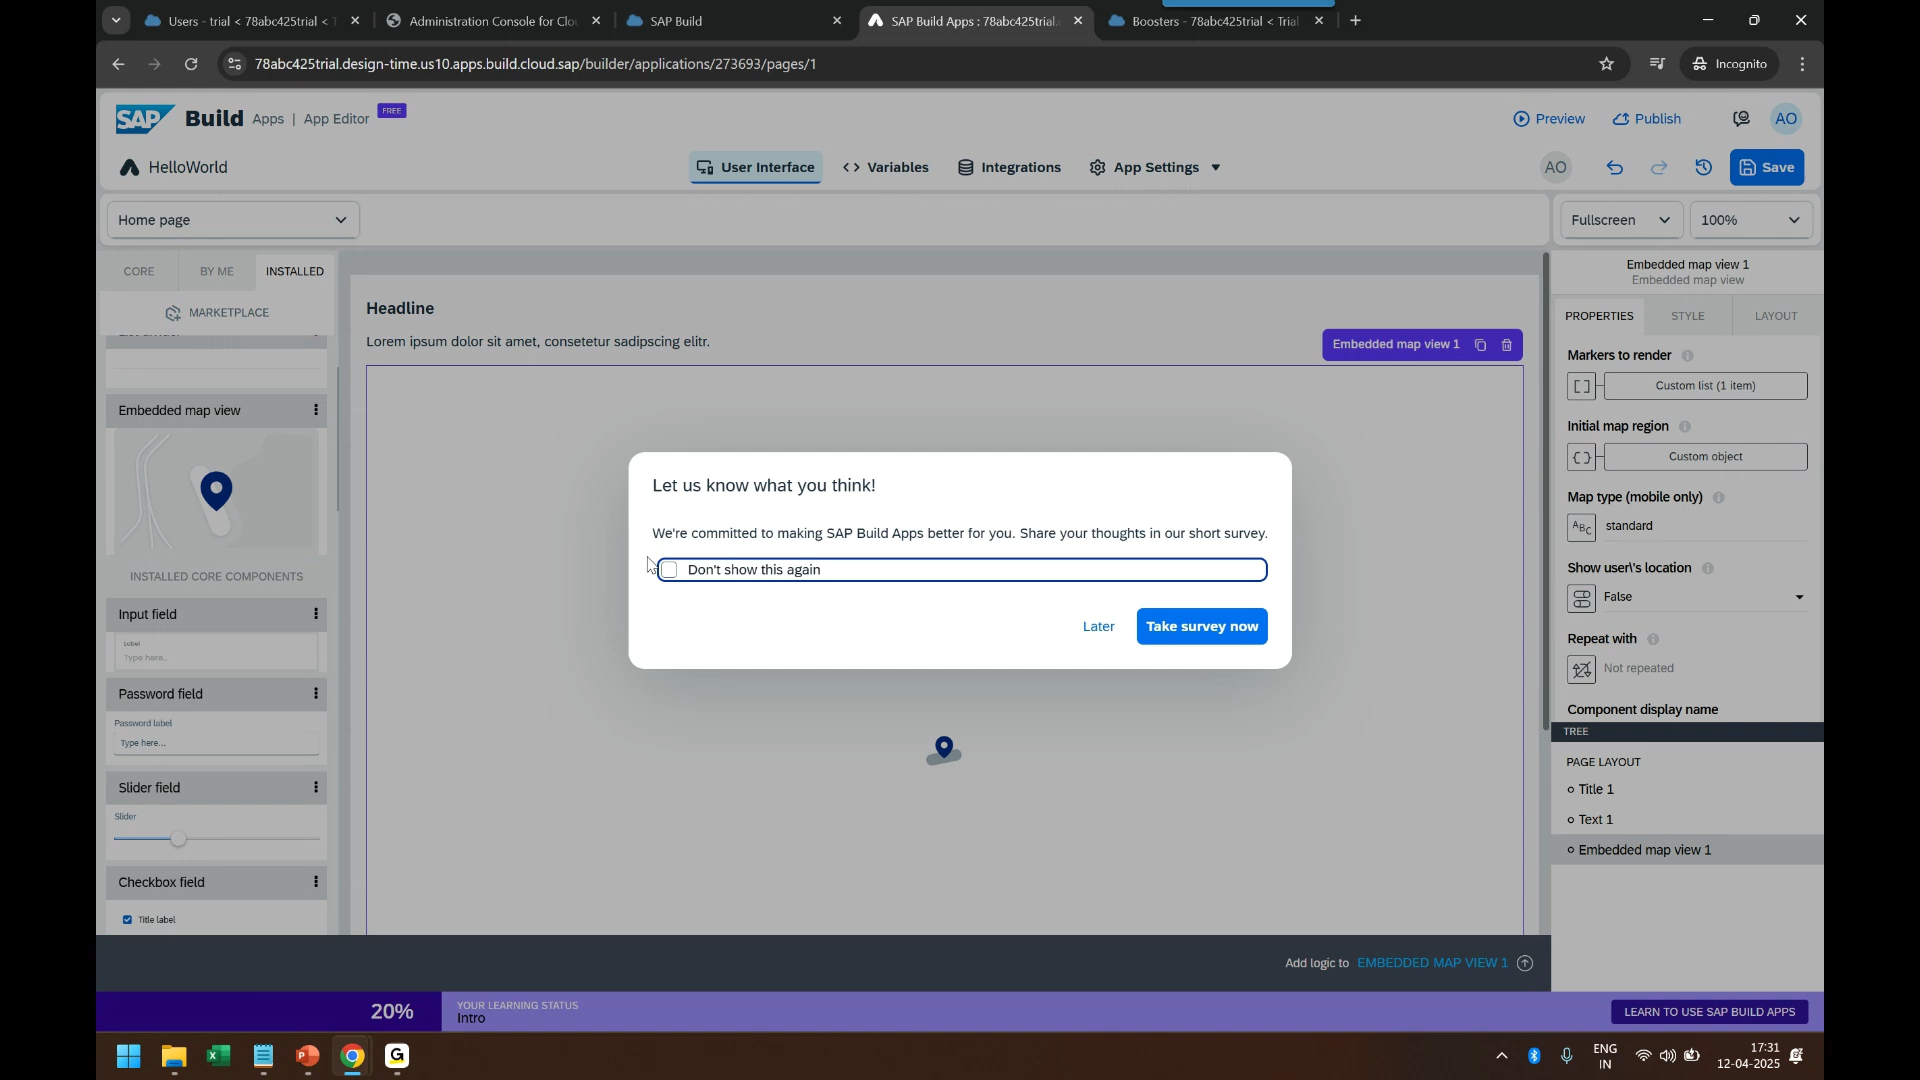 Users - trial < 78abc425trial < T
Administration Console for Clou
SAP Build
SAP Build Apps : 78abc425trial.
Boosters - 78abc425trial < Trial
78abc425trial.design-time.us10.apps.build.cloud.sap/builder/applications/273693/pages/1
Incognito
SAP Build Apps | App Editor FREE
Preview
Publish
AO
HelloWorld
User Interface
Variables
Integrations
App Settings
AO
Save
Home page
Fullscreen
100%
CORE
BY ME
INSTALLED
MARKETPLACE
Embedded map view
INSTALLED CORE COMPONENTS
Input field
Label
Type here...
Password field
Password label
Type here...
Slider field
Slider
Checkbox field
Title label
Headline
Lorem ipsum dolor sit amet, consetetur sadipscing elitr.
Embedded map view 1
Let us know what you think!
We're committed to making SAP Build Apps better for you. Share your thoughts in our short survey.
Don't show this again
Later
Take survey now
Embedded map view 1
Embedded map view
PROPERTIES
STYLE
LAYOUT
Markers to render
Custom list (1 item)
Initial map region
Custom object
Map type (mobile only)
ABC
standard
Show user\'s location
False
Repeat with
Not repeated
Component display name
TREE
PAGE LAYOUT
Title 1
Text 1
Embedded map view 1
Add logic to EMBEDDED MAP VIEW 1
20%
YOUR LEARNING STATUS
Intro
LEARN TO USE SAP BUILD APPS
ENG
IN
17:31
12-04-2025